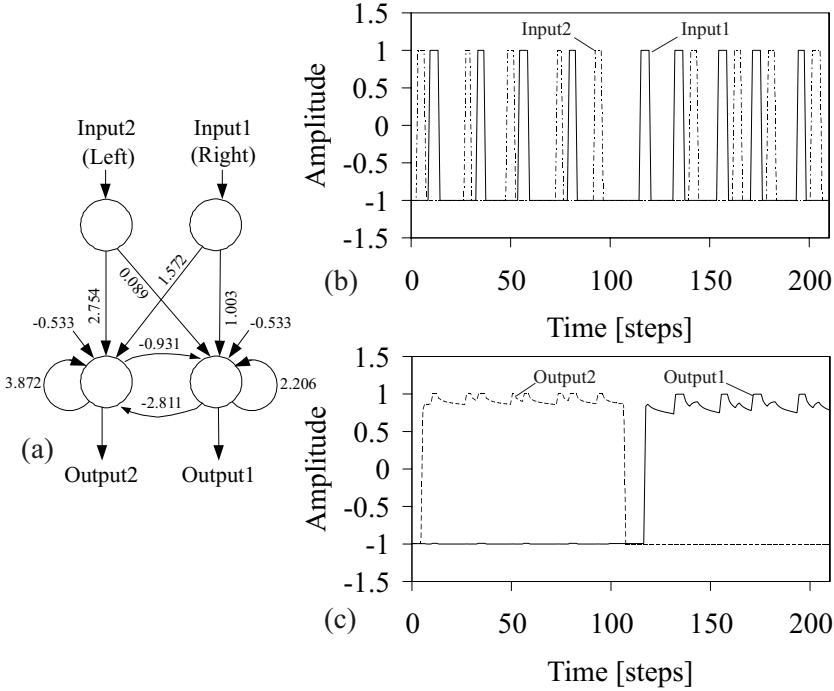 Input2
(Left)
Input1
(Right)
2.754
0.089
1.572
1.003
-0.533
-0.533
-0.931
3.872
2.206
-2.811
(a)
Output2
Output1
1.5
1
0.5
0
-0.5
-1
-1.5
Amplitude
Input2
Input1
(b)
0
50
100
150
200
Time [steps]
1.5
1
0.5
0
-0.5
-1
-1.5
Amplitude
Output2
Output1
(c)
0
50
100
150
200
Time [steps]